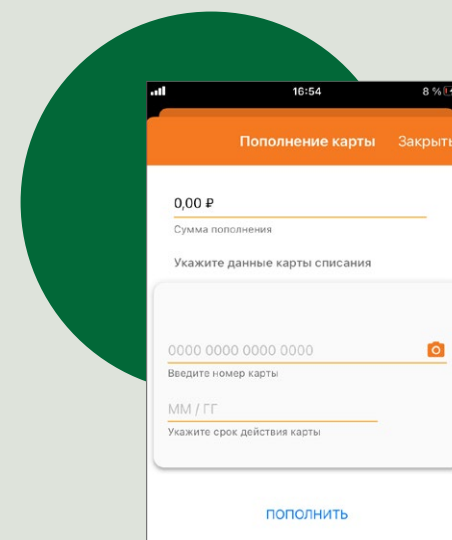 16:54 8 %
Пополнение карты Закрыть
0,00 ₽
Сумма пополнения
Укажите данные карты списания
0000 0000 0000 0000
Введите номер карты
ММ / ГГ
Укажите срок действия карты
ПОПОЛНИТЬ